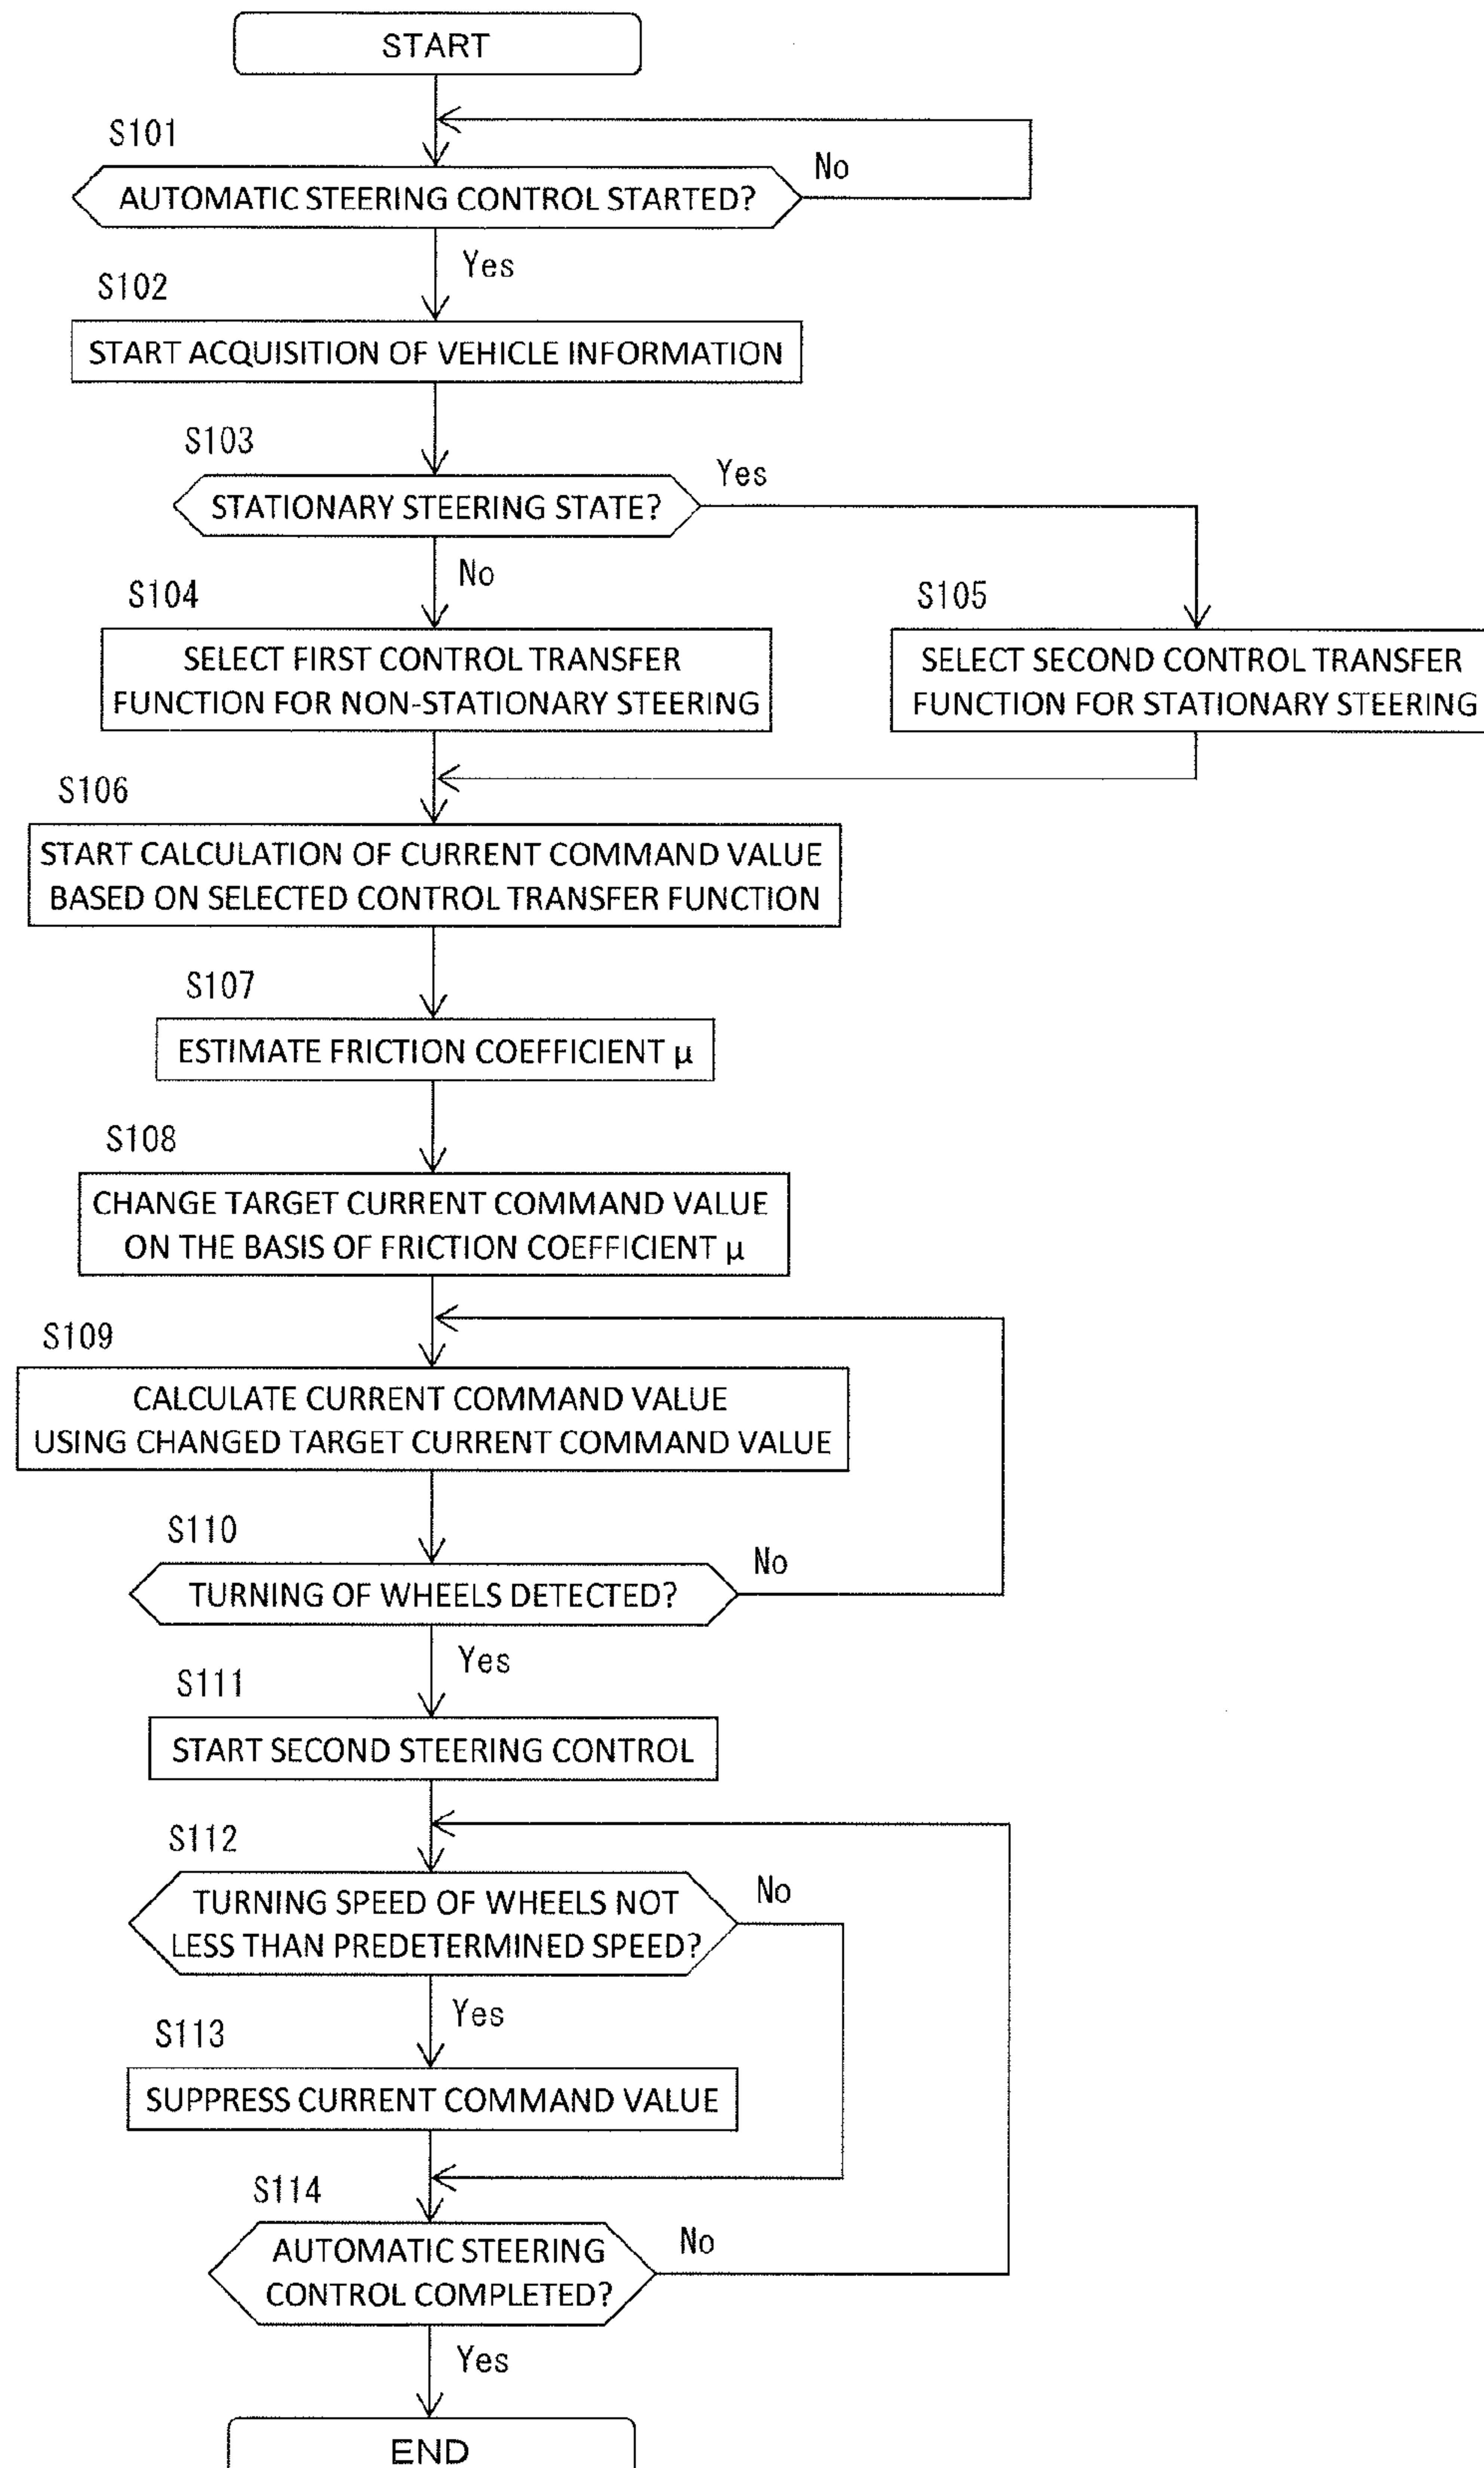 START
S101
AUTOMATIC STEERING CONTROL STARTED?
No
Yes
S102
START ACQUISITION OF VEHICLE INFORMATION
S103
STATIONARY STEERING STATE?
Yes
No
S104
SELECT FIRST CONTROL TRANSFER
FUNCTION FOR NON-STATIONARY STEERING
S105
SELECT SECOND CONTROL TRANSFER
FUNCTION FOR STATIONARY STEERING
S106
START CALCULATION OF CURRENT COMMAND VALUE
BASED ON SELECTED CONTROL TRANSFER FUNCTION
S107
ESTIMATE FRICTION COEFFICIENT μ
S108
CHANGE TARGET CURRENT COMMAND VALUE
ON THE BASIS OF FRICTION COEFFICIENT μ
S109
CALCULATE CURRENT COMMAND VALUE
USING CHANGED TARGET CURRENT COMMAND VALUE
S110
TURNING OF WHEELS DETECTED?
No
Yes
S111
START SECOND STEERING CONTROL
S112
TURNING SPEED OF WHEELS NOT
LESS THAN PREDETERMINED SPEED?
No
Yes
S113
SUPPRESS CURRENT COMMAND VALUE
S114
AUTOMATIC STEERING
CONTROL COMPLETED?
No
Yes
END